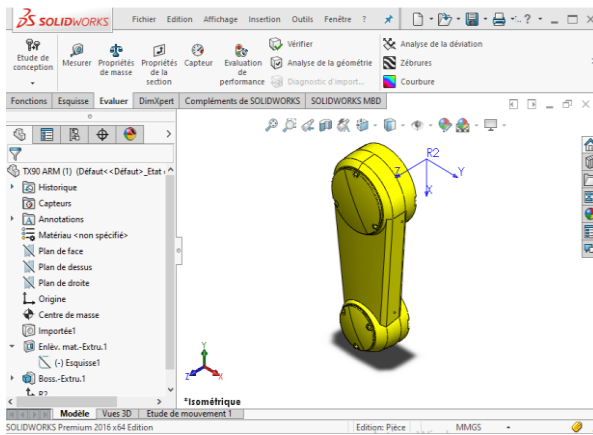 SOLIDWORKS Fichier Edition Affichage Insertion Outils Fenêtre ?
Etude de conception
Mesurer
Propriétés de masse
Propriétés de la section
Capteur
Evaluation de performance
Vérifier
Analyse de la géométrie
Diagnostic d'import...
Analyse de la déviation
Zébrures
Courbure
Fonctions Esquisse Evaluer DimXpert Compléments de SOLIDWORKS SOLIDWORKS MBD
TX90 ARM (1) (Défaut<<Défaut>_Etat
Historique
Capteurs
Annotations
Matériau <non spécifié>
Plan de face
Plan de dessus
Plan de droite
Origine
Centre de masse
Importée1
Enlèv. mat.-Extru.1
(-) Esquisse1
Boss.-Extru.1
R2
R2
Z Y
X
Y
Z X
*Isométrique
Modèle Vues 3D Etude de mouvement 1
SOLIDWORKS Premium 2016 x64 Edition Edition: Pièce MMGS